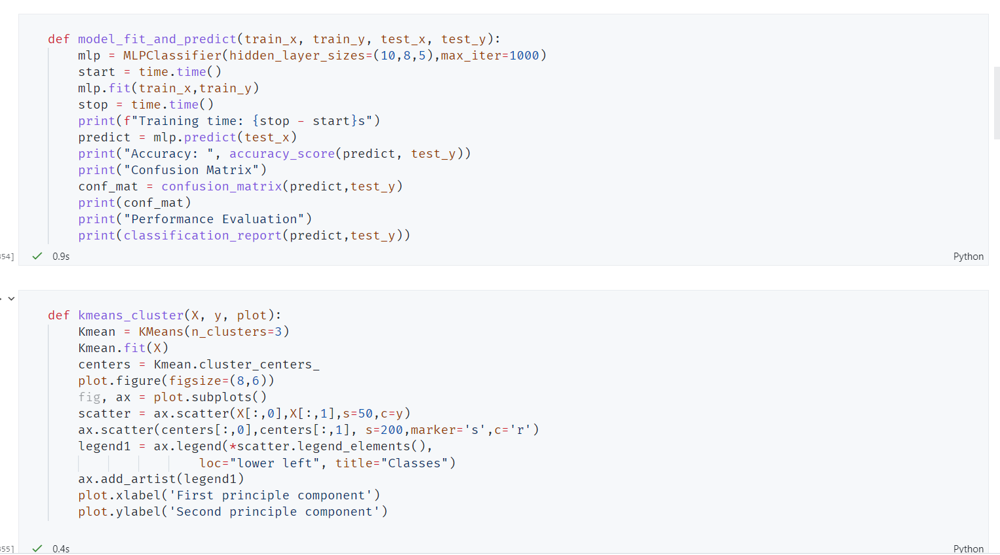 def model_fit_and_predict(train_x, train_y, test_x, test_y):
    mlp = MLPClassifier(hidden_layer_sizes=(10,8,5),max_iter=1000)
    start = time.time()
    mlp.fit(train_x,train_y)
    stop = time.time()
    print(f"Training time: {stop - start}s")
    predict = mlp.predict(test_x)
    print("Accuracy: ", accuracy_score(predict, test_y))
    print("Confusion Matrix")
    conf_mat = confusion_matrix(predict,test_y)
    print(conf_mat)
    print("Performance Evaluation")
    print(classification_report(predict,test_y))
54] 0.9s Python
def kmeans_cluster(X, y, plot):
    Kmean = KMeans(n_clusters=3)
    Kmean.fit(X)
    centers = Kmean.cluster_centers_
    plot.figure(figsize=(8,6))
    fig, ax = plot.subplots()
    scatter = ax.scatter(X[:,0],X[:,1],s=50,c=y)
    ax.scatter(centers[:,0],centers[:,1], s=200,marker='s',c='r')
    legend1 = ax.legend(*scatter.legend_elements(),
                    loc="lower left", title="Classes")
    ax.add_artist(legend1)
    plot.xlabel('First principle component')
    plot.ylabel('Second principle component')
55] 0.4s Python